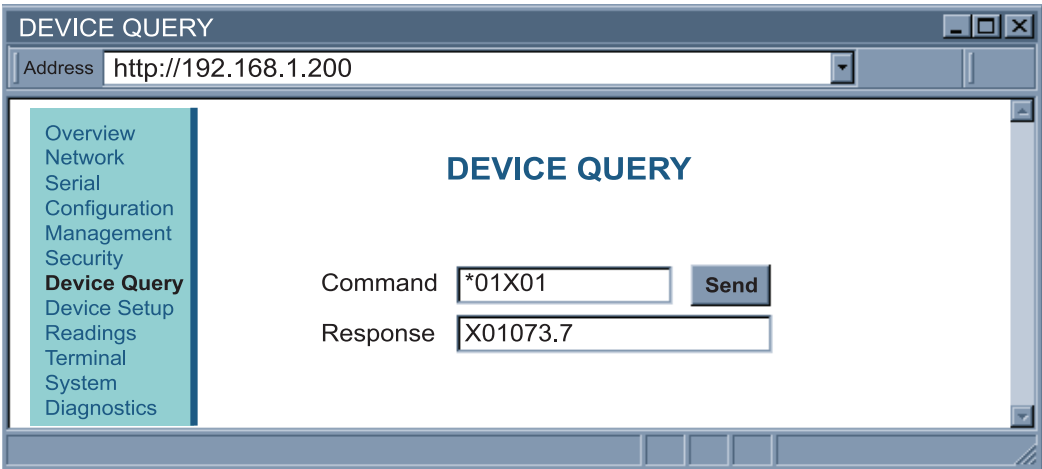 DEVICE QUERY
Address http://192.168.1.200
Overview
Network
Serial
Configuration
Management
Security
Device Query
Device Setup
Readings
Terminal
System
Diagnostics
DEVICE QUERY
Command *01X01 Send
Response X01073.7